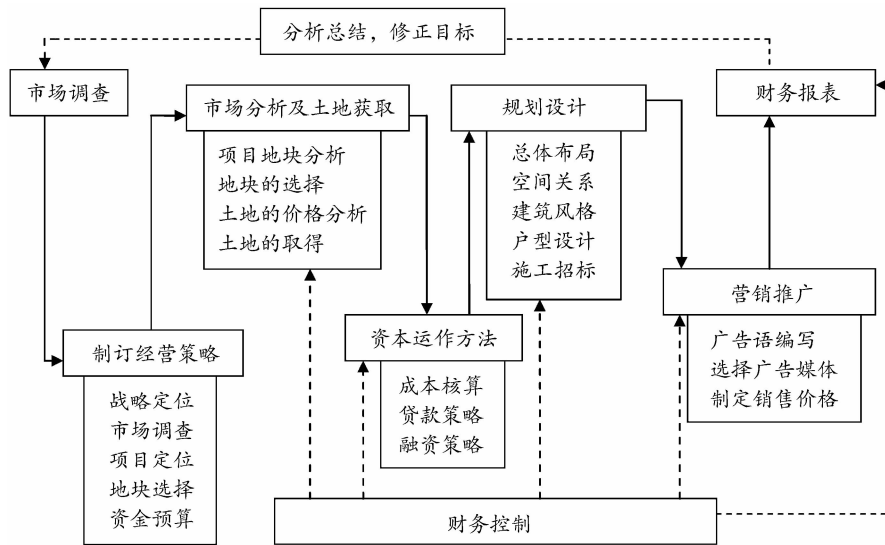 分析总结，修正目标
市场调查
市场分析及土地获取
项目地块分析
地块的选择
土地的价格分析
土地的取得
规划设计
总体布局
空间关系
建筑风格
户型设计
施工招标
财务报表
制订经营策略
战略定位
市场调查
项目定位
地块选择
资金预算
资本运作方法
成本核算
贷款策略
融资策略
营销推广
广告语编写
选择广告媒体
制定销售价格
财务控制